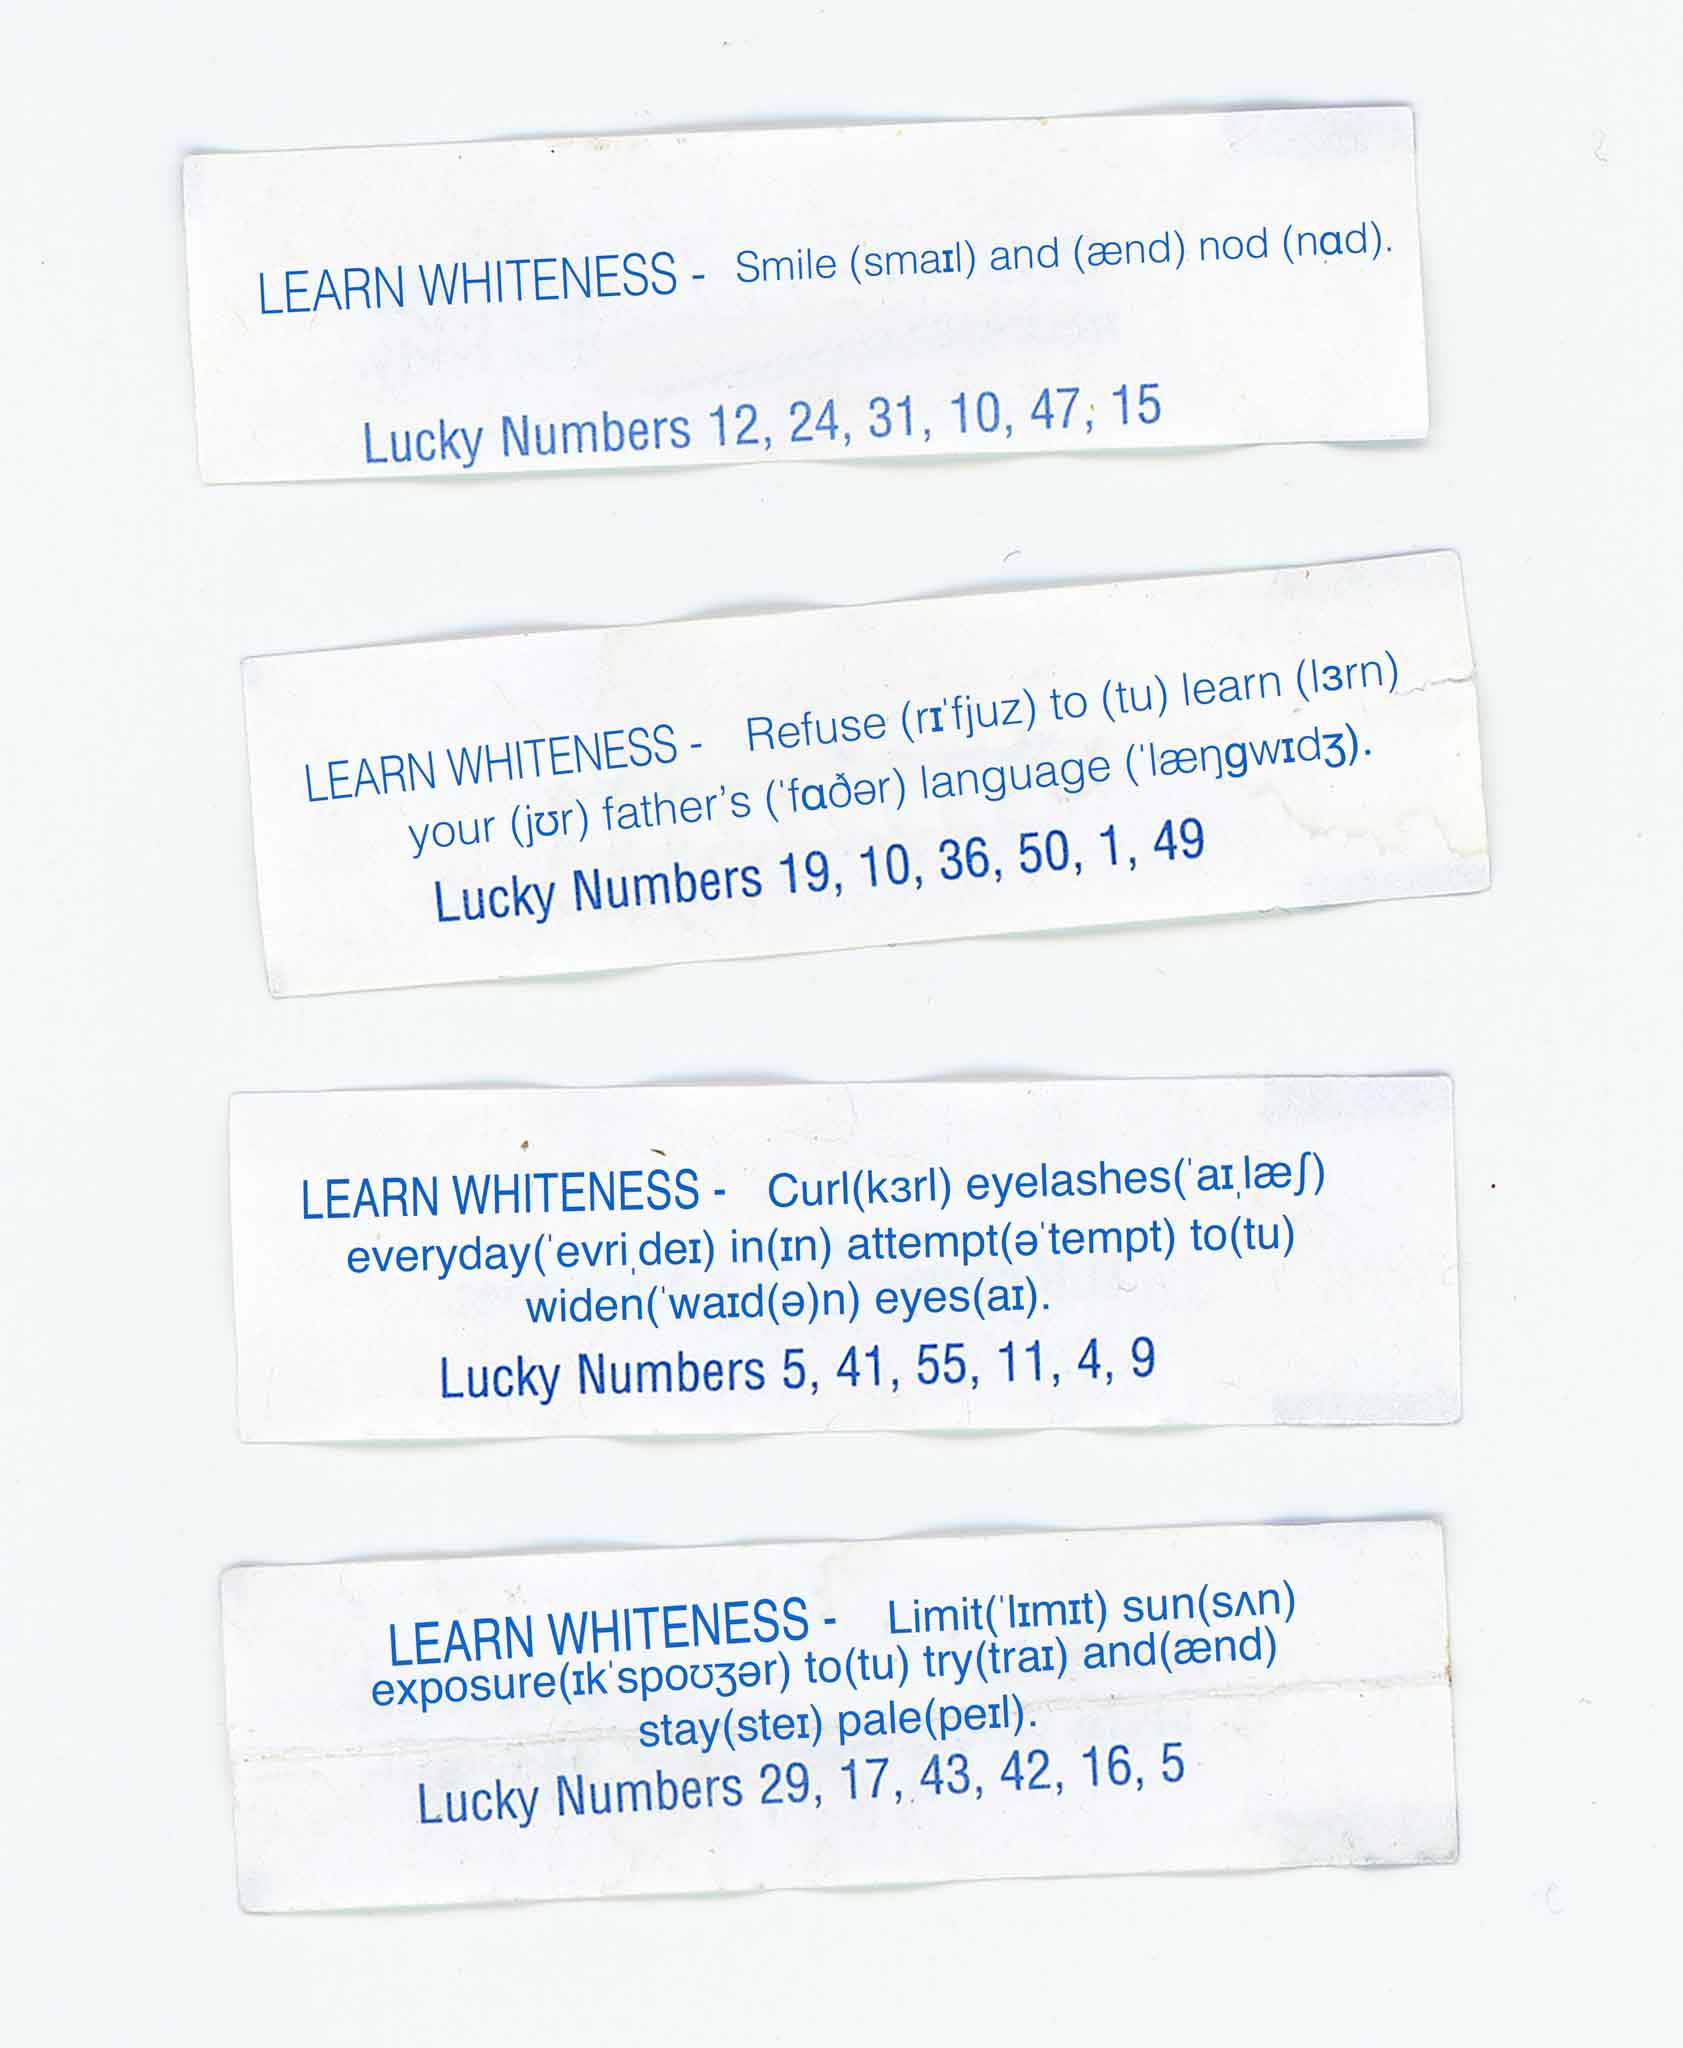 LEARN WHITENESS - Smile (smaɪl) and (ænd) nod (nɑd).
Lucky Numbers 12, 24, 31, 10, 47, 15
LEARN WHITENESS - Refuse (rɪˈfjuz) to (tu) learn (lɜrn)
your (jʊr) father’s (ˈfɑðər) language (ˈlæŋgwɪdʒ).
Lucky Numbers 19, 10, 36, 50, 1, 49
LEARN WHITENESS - Curl(kɜrl) eyelashes(ˈaɪˌlæʃ)
everyday(ˈevriˌdeɪ) in(ɪn) attempt(əˈtempt) to(tu)
widen(ˈwaɪd(ə)n) eyes(aɪ).
Lucky Numbers 5, 41, 55, 11, 4, 9
LEARN WHITENESS - Limit(ˈlɪmɪt) sun(sʌn)
exposure(ɪkˈspoʊʒər) to(tu) try(traɪ) and(ænd)
stay(steɪ) pale(peɪl).
Lucky Numbers 29, 17, 43, 42, 16, 5